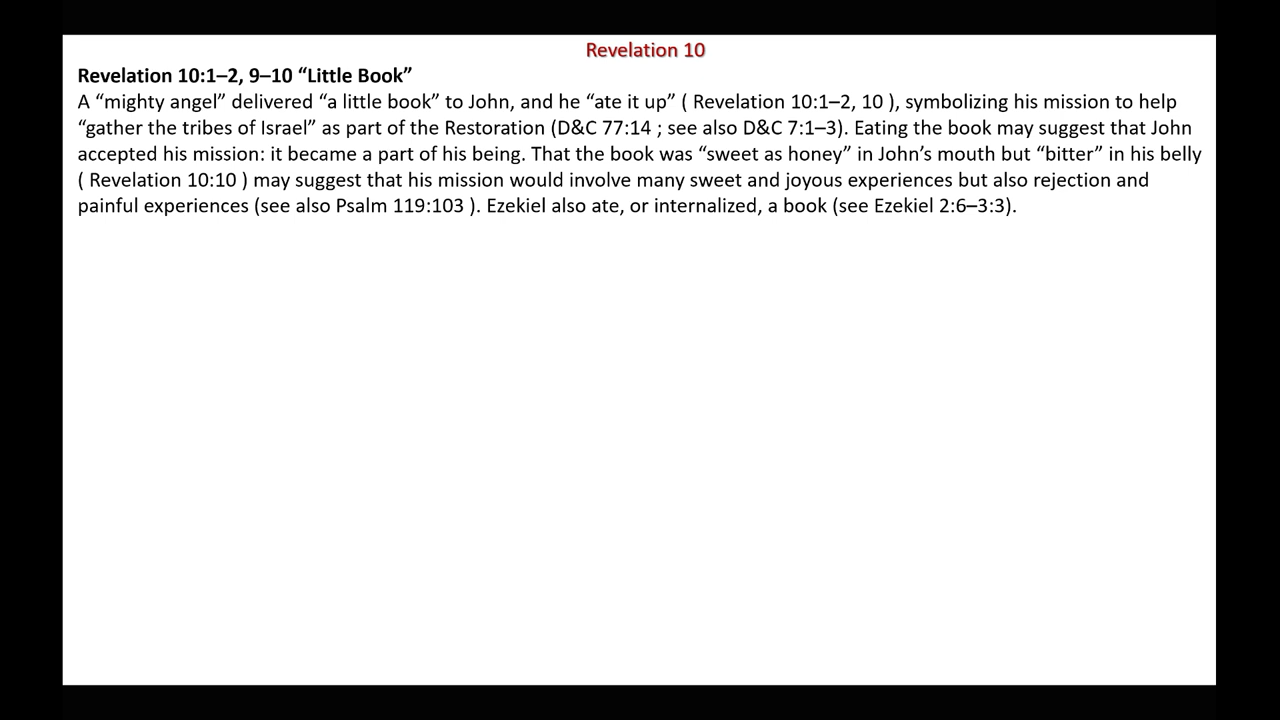 Revelation 10
Revelation 10:1–2, 9–10 “Little Book”
A “mighty angel” delivered “a little book” to John, and he “ate it up” ( Revelation 10:1–2, 10 ), symbolizing his mission to help
“gather the tribes of Israel” as part of the Restoration (D&C 77:14 ; see also D&C 7:1–3). Eating the book may suggest that John
accepted his mission: it became a part of his being. That the book was “sweet as honey” in John’s mouth but “bitter” in his belly
( Revelation 10:10 ) may suggest that his mission would involve many sweet and joyous experiences but also rejection and
painful experiences (see also Psalm 119:103 ). Ezekiel also ate, or internalized, a book (see Ezekiel 2:6–3:3).